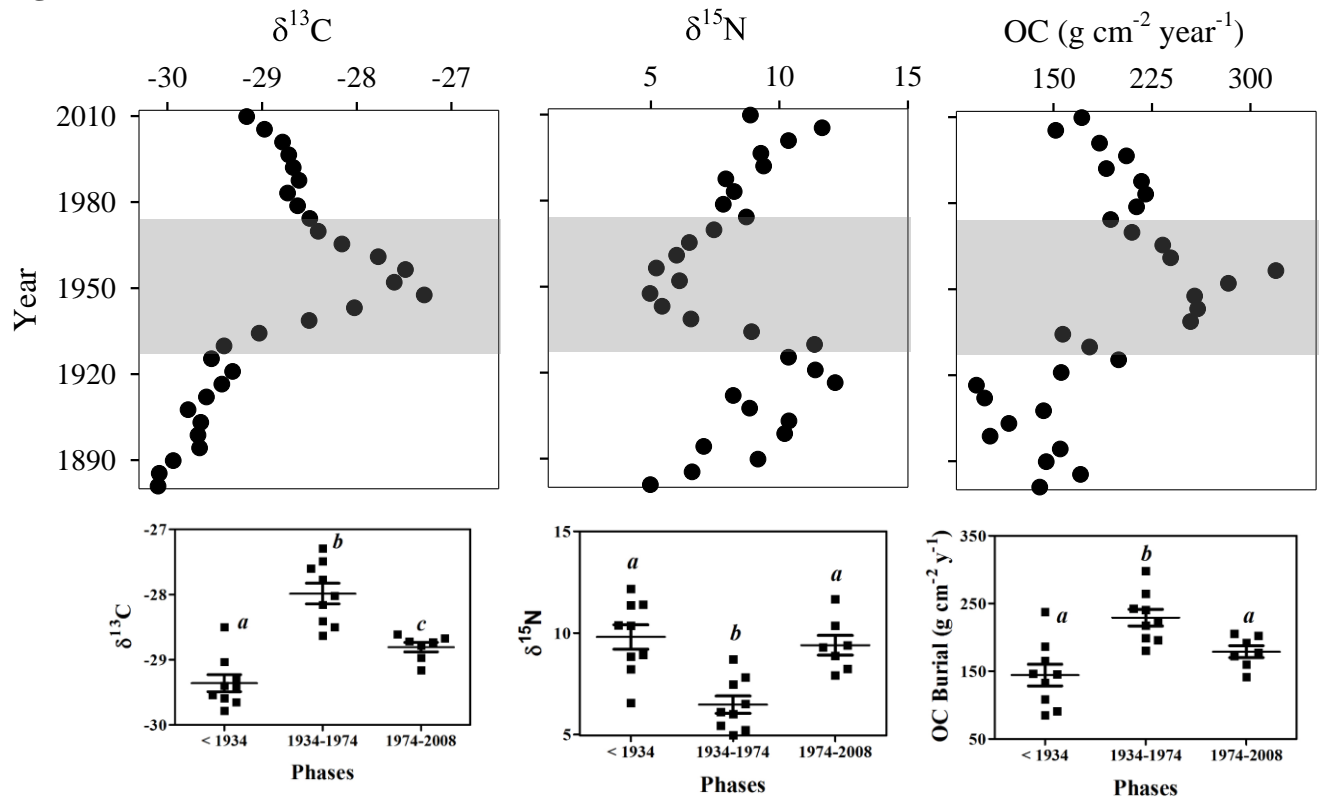 δ¹³C
δ¹⁵N
OC (g cm⁻² year⁻¹)
-30 -29 -28 -27
5 10 15
150 225 300
2010
1980
1950
1920
1890
Year
-27
-28
-29
-30
δ¹³C
a
b
c
< 1934 1934-1974 1974-2008
Phases
15
10
5
δ¹⁵N
a
b
a
< 1934 1934-1974 1974-2008
Phases
350
250
150
50
OC Burial (g cm⁻² y⁻¹)
a
b
a
< 1934 1934-1974 1974-2008
Phases